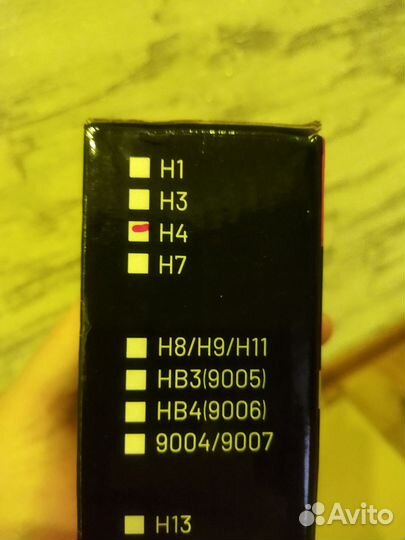 H1
H3
H4
H7
H8/H9/H11
HB3(9005)
HB4(9006)
9004/9007
H13
Avito